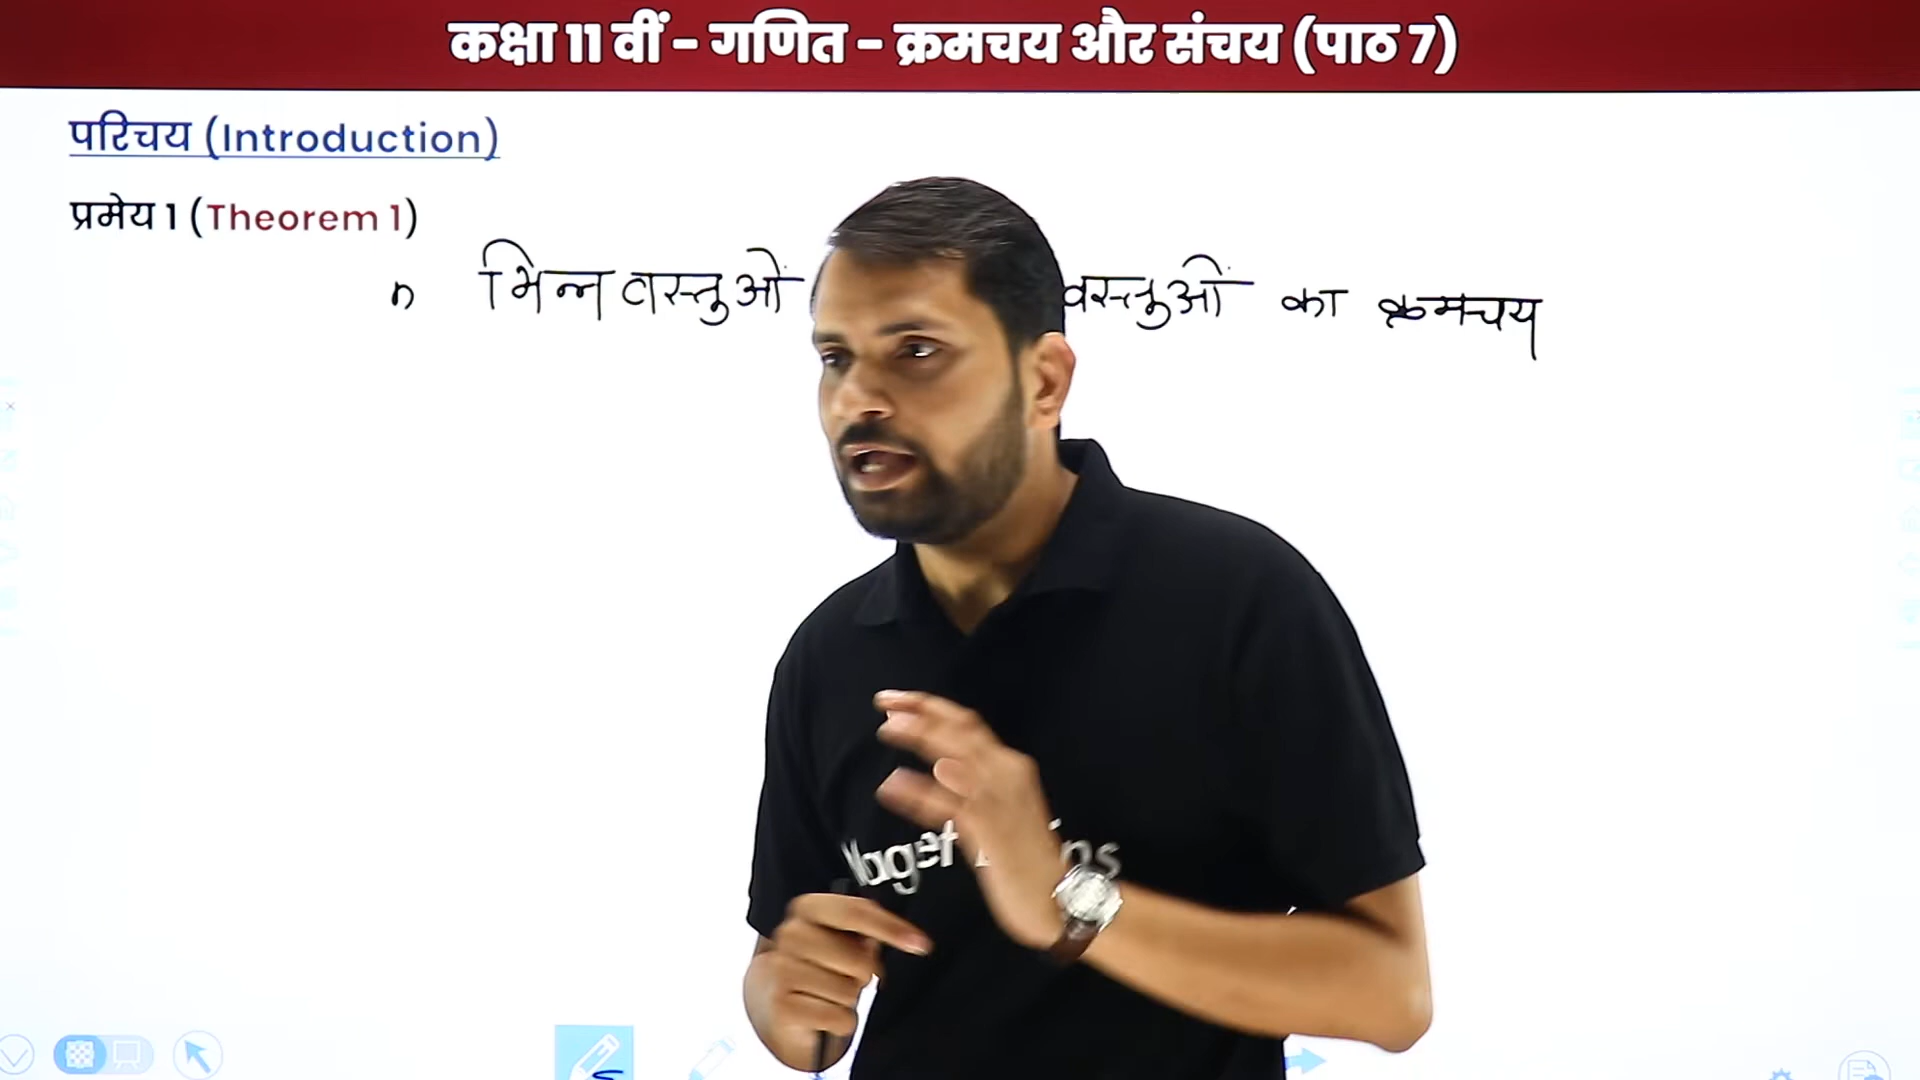 कक्षा 11 वीं - गणित - क्रमचय और संचय (पाठ 7)
परिचय (Introduction)
प्रमेय 1 (Theorem 1)
n भिन्न वस्तुओं वस्तुओं का क्रमचय